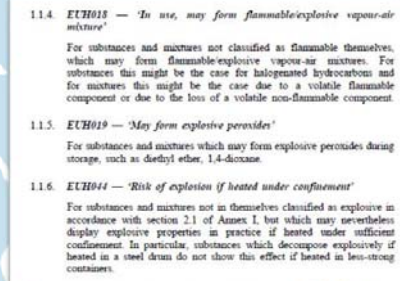 1.1.4. EUH018 — 'In use, may form flammable/explosive vapour-air
mixture'
For substances and mixtures not classified as flammable themselves,
which may form flammable/explosive vapour-air mixtures. For
substances this might be the case for halogenated hydrocarbons and
for mixtures this might be the case due to a volatile flammable
component or due to the loss of a volatile non-flammable component.
1.1.5. EUH019 — 'May form explosive peroxides'
For substances and mixtures which may form explosive peroxides during
storage, such as diethyl ether, 1,4-dioxane.
1.1.6. EUH044 — 'Risk of explosion if heated under confinement'
For substances and mixtures not in themselves classified as explosive in
accordance with section 2.1 of Annex I, but which may nevertheless
display explosive properties in practice if heated under sufficient
confinement. In particular, substances which decompose explosively if
heated in a steel drum do not show this effect if heated in less-strong
containers.